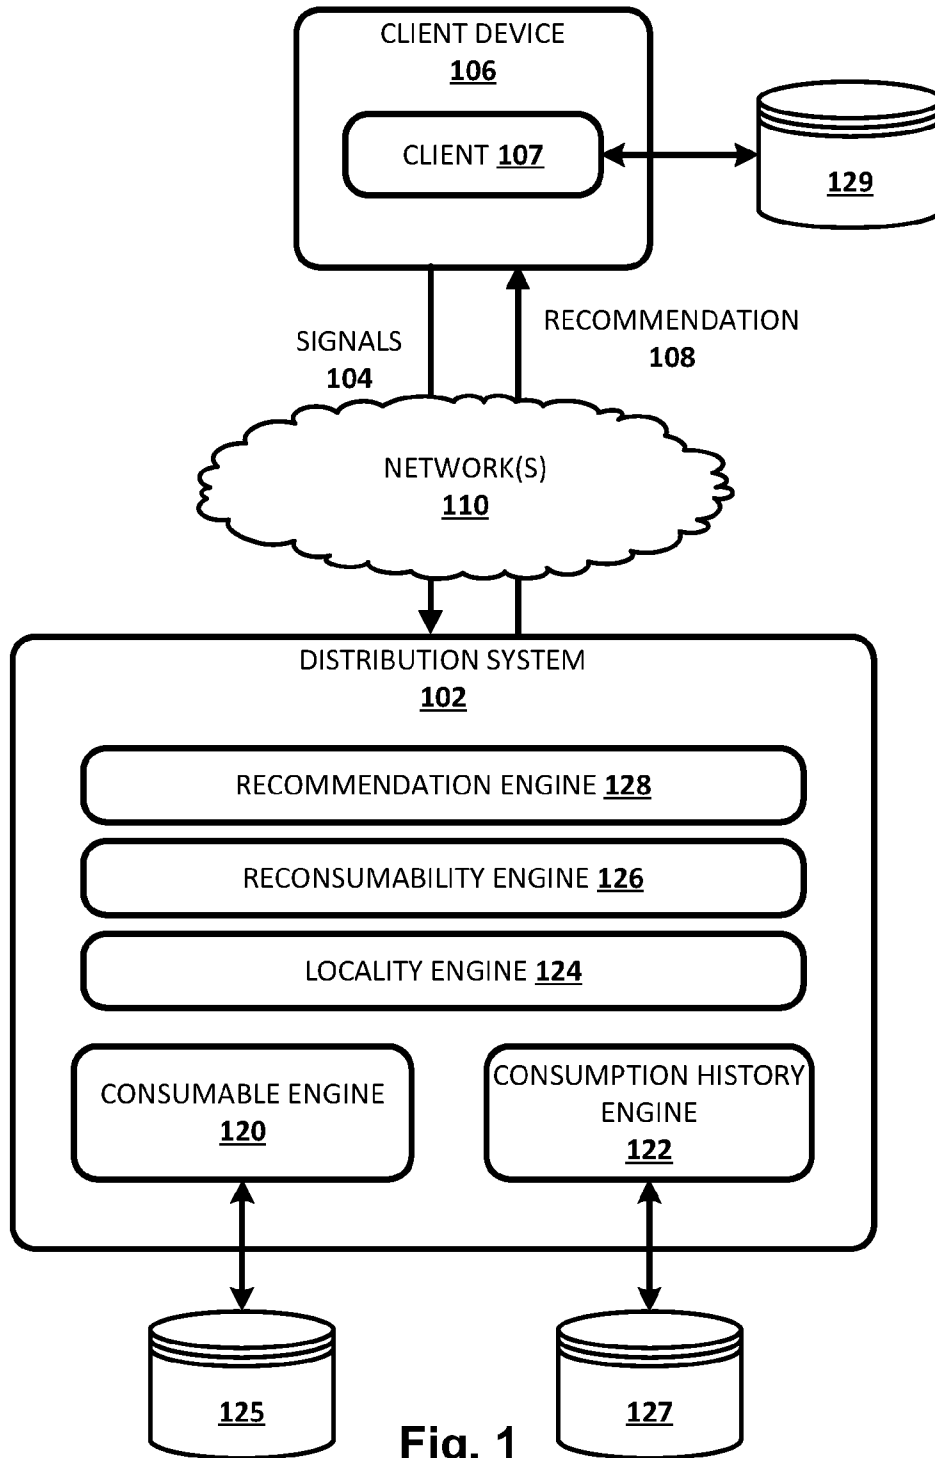 CLIENT DEVICE
106
CLIENT 107
129
SIGNALS
104
RECOMMENDATION
108
NETWORK(S)
110
DISTRIBUTION SYSTEM
102
RECOMMENDATION ENGINE 128
RECONSUMABILITY ENGINE 126
LOCALITY ENGINE 124
CONSUMABLE ENGINE
120
CONSUMPTION HISTORY
ENGINE
122
125
127
Fig. 1